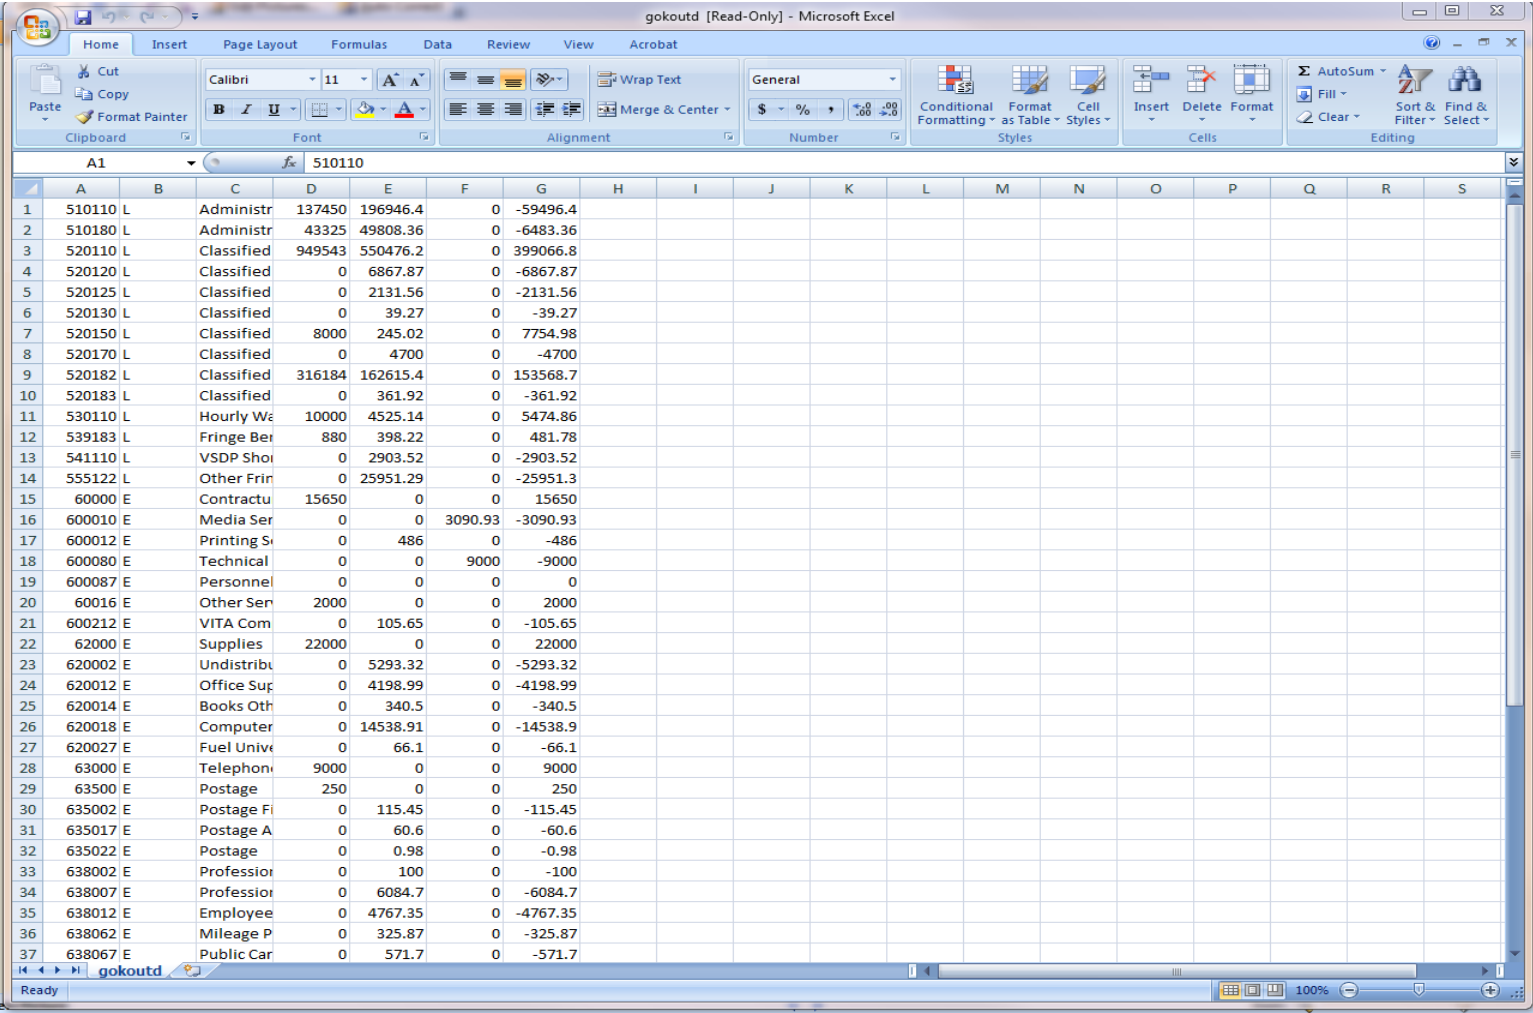 gokoutd [Read-Only] - Microsoft Excel
Home Insert Page Layout Formulas Data Review View Acrobat
Paste
Cut
Copy
Format Painter
Clipboard
Calibri 11 A A
B I U A
Font
Wrap Text
Merge & Center
Alignment
General
$ % , .0 .00 .00 .0
Number
Conditional Formatting
Format as Table
Cell Styles
Styles
Insert Delete Format
Cells
Σ AutoSum
Fill
Clear
Sort & Filter
Find & Select
Editing
A1 fx 510110
A B C D E F G H I J K L M N O P Q R S
1 510110 L Administr 137450 196946.4 0 -59496.4
2 510180 L Administr 43325 49808.36 0 -6483.36
3 520110 L Classified 949543 550476.2 0 399066.8
4 520120 L Classified 0 6867.87 0 -6867.87
5 520125 L Classified 0 2131.56 0 -2131.56
6 520130 L Classified 0 39.27 0 -39.27
7 520150 L Classified 8000 245.02 0 7754.98
8 520170 L Classified 0 4700 0 -4700
9 520182 L Classified 316184 162615.4 0 153568.7
10 520183 L Classified 0 361.92 0 -361.92
11 530110 L Hourly Wa 10000 4525.14 0 5474.86
12 539183 L Fringe Ber 880 398.22 0 481.78
13 541110 L VSDP Shor 0 2903.52 0 -2903.52
14 555122 L Other Frin 0 25951.29 0 -25951.3
15 60000 E Contractu 15650 0 0 15650
16 600010 E Media Ser 0 0 3090.93 -3090.93
17 600012 E Printing S 0 486 0 -486
18 600080 E Technical 0 0 9000 -9000
19 600087 E Personnel 0 0 0 0
20 60016 E Other Ser 2000 0 0 2000
21 600212 E VITA Com 0 105.65 0 -105.65
22 62000 E Supplies 22000 0 0 22000
23 620002 E Undistribu 0 5293.32 0 -5293.32
24 620012 E Office Sup 0 4198.99 0 -4198.99
25 620014 E Books Oth 0 340.5 0 -340.5
26 620018 E Computer 0 14538.91 0 -14538.9
27 620027 E Fuel Unive 0 66.1 0 -66.1
28 63000 E Telephon 9000 0 0 9000
29 63500 E Postage 250 0 0 250
30 635002 E Postage Fi 0 115.45 0 -115.45
31 635017 E Postage A 0 60.6 0 -60.6
32 635022 E Postage 0 0.98 0 -0.98
33 638002 E Profession 0 100 0 -100
34 638007 E Profession 0 6084.7 0 -6084.7
35 638012 E Employee 0 4767.35 0 -4767.35
36 638062 E Mileage P 0 325.87 0 -325.87
37 638067 E Public Car 0 571.7 0 -571.7
gokoutd
Ready 100%